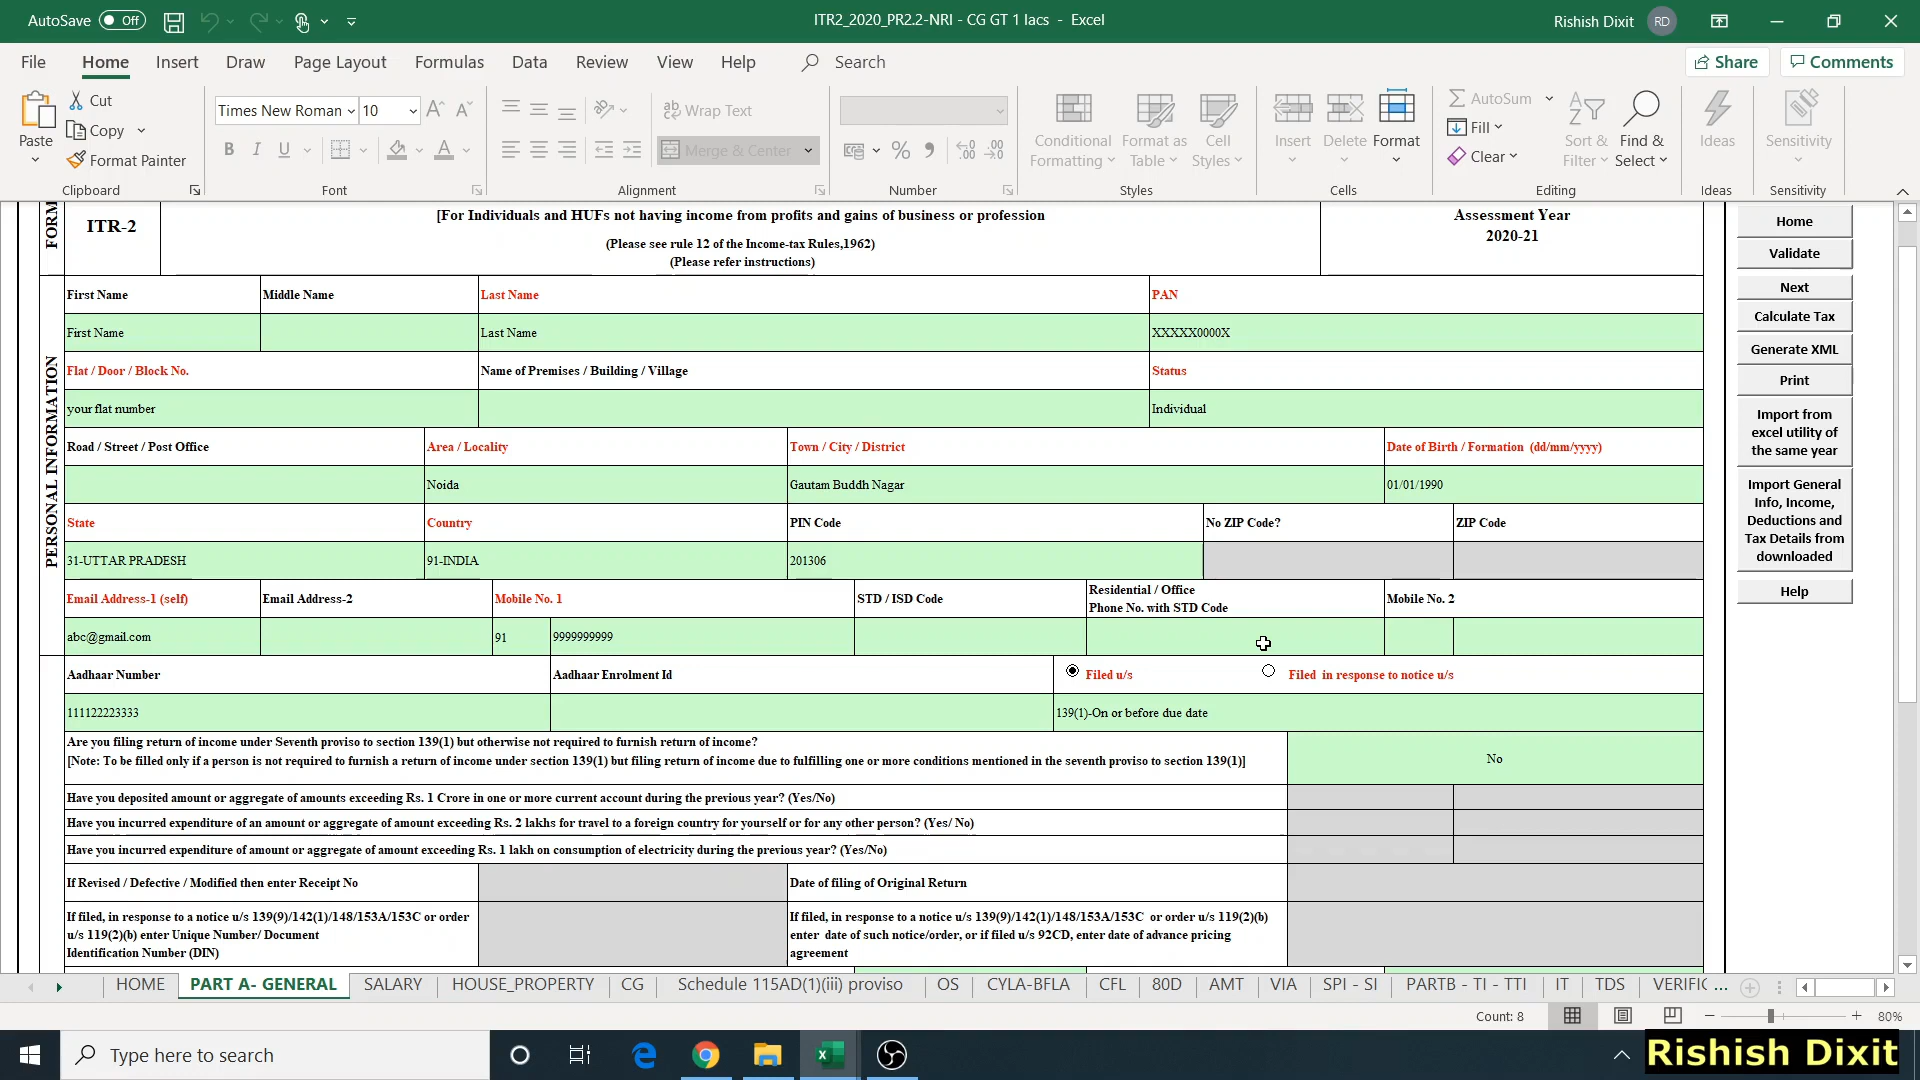 AutoSave Off
ITR2_2020_PR2.2-NRI - CG GT 1 lacs - Excel
Rishish Dixit RD
File Home Insert Draw Page Layout Formulas Data Review View Help Search Share Comments
Paste
Cut
Copy
Format Painter
Clipboard
Times New Roman 10
B I U
Font
Wrap Text
Merge & Center
Alignment
Number
Conditional Formatting
Format as Table
Cell Styles
Styles
Insert Delete Format
Cells
AutoSum
Fill
Clear
Sort & Filter
Find & Select
Editing
Ideas
Ideas
Sensitivity
Sensitivity
FORM
ITR-2
[For Individuals and HUFs not having income from profits and gains of business or profession
(Please see rule 12 of the Income-tax Rules,1962)
(Please refer instructions)
Assessment Year
2020-21
PERSONAL INFORMATION
First Name Middle Name Last Name PAN
First Name Last Name XXXXX0000X
Flat / Door / Block No. Name of Premises / Building / Village Status
your flat number Individual
Road / Street / Post Office Area / Locality Town / City / District Date of Birth / Formation (dd/mm/yyyy)
Noida Gautam Buddh Nagar 01/01/1990
State Country PIN Code No ZIP Code? ZIP Code
31-UTTAR PRADESH 91-INDIA 201306
Email Address-1 (self) Email Address-2 Mobile No. 1 STD / ISD Code Residential / Office
Phone No. with STD Code Mobile No. 2
abc@gmail.com 91 9999999999
Aadhaar Number Aadhaar Enrolment Id Filed u/s Filed in response to notice u/s
111122223333 139(1)-On or before due date
Are you filing return of income under Seventh proviso to section 139(1) but otherwise not required to furnish return of income?
[Note: To be filled only if a person is not required to furnish a return of income under section 139(1) but filing return of income due to fulfilling one or more conditions mentioned in the seventh proviso to section 139(1)]
No
Have you deposited amount or aggregate of amounts exceeding Rs. 1 Crore in one or more current account during the previous year? (Yes/No)
Have you incurred expenditure of an amount or aggregate of amount exceeding Rs. 2 lakhs for travel to a foreign country for yourself or for any other person? (Yes/ No)
Have you incurred expenditure of amount or aggregate of amount exceeding Rs. 1 lakh on consumption of electricity during the previous year? (Yes/No)
If Revised / Defective / Modified then enter Receipt No Date of filing of Original Return
If filed, in response to a notice u/s 139(9)/142(1)/148/153A/153C or order
u/s 119(2)(b) enter Unique Number/ Document
Identification Number (DIN)
If filed, in response to a notice u/s 139(9)/142(1)/148/153A/153C or order u/s 119(2)(b)
enter date of such notice/order, or if filed u/s 92CD, enter date of advance pricing
agreement
Home
Validate
Next
Calculate Tax
Generate XML
Print
Import from
excel utility of
the same year
Import General
Info, Income,
Deductions and
Tax Details from
downloaded
Help
HOME PART A- GENERAL SALARY HOUSE_PROPERTY CG Schedule 115AD(1)(iii) proviso OS CYLA-BFLA CFL 80D AMT VIA SPI - SI PARTB - TI - TTI IT TDS VERIFIC ...
Count: 8 80%
Type here to search
Rishish Dixit